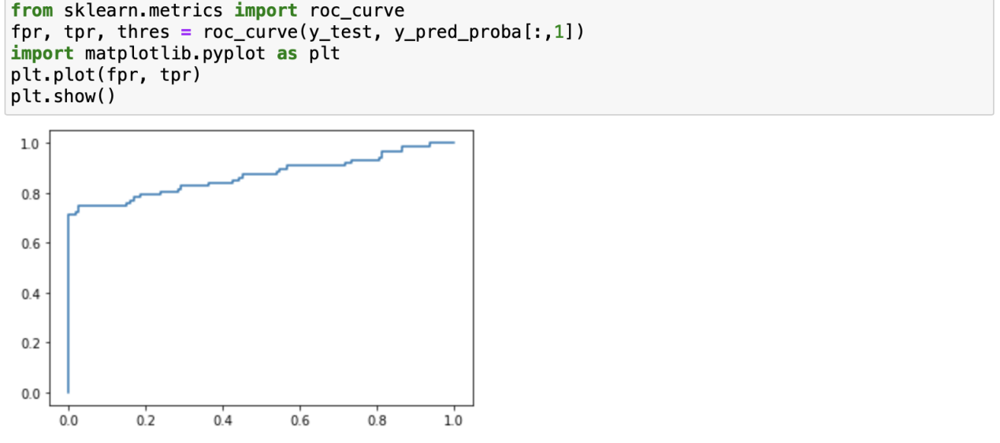 from sklearn.metrics import roc_curve
fpr, tpr, thres = roc_curve(y_test, y_pred_proba[:,1])
import matplotlib.pyplot as plt
plt.plot(fpr, tpr)
plt.show()
1.0
0.8
0.6
0.4
0.2
0.0
0.0 0.2 0.4 0.6 0.8 1.0